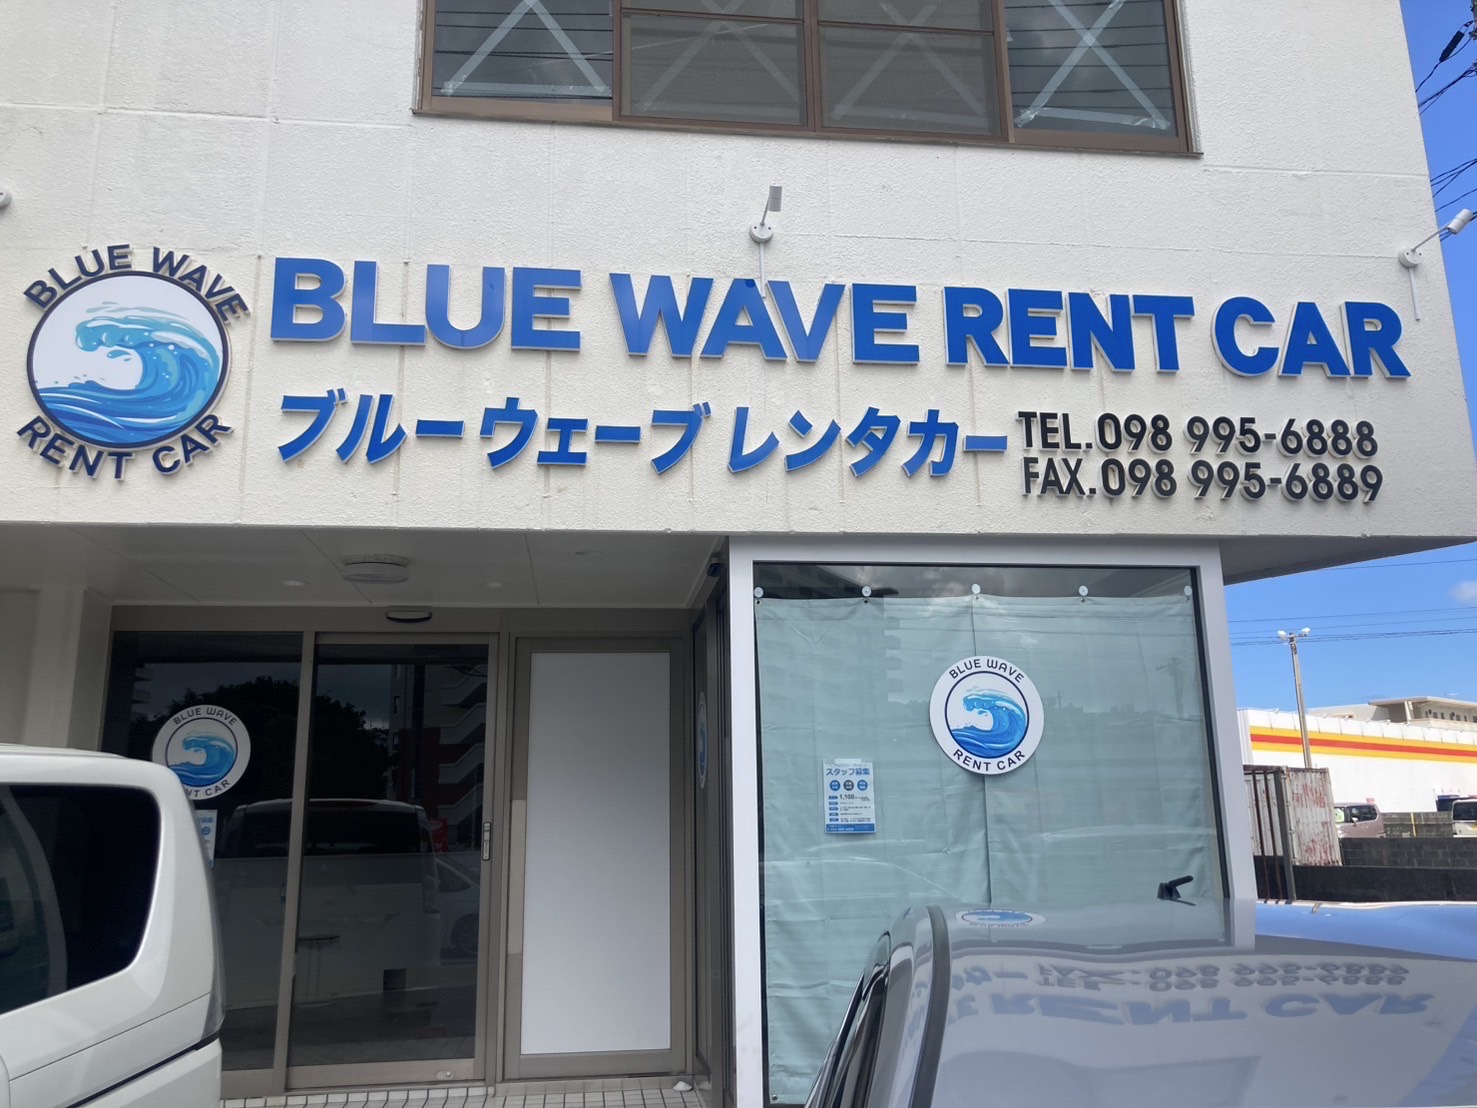 BLUE WAVE
RENT CAR
BLUE WAVE RENT CAR
ブルーウェーブ レンタカー
TEL.098 995-6888
FAX.098 995-6889
BLUE WAVE
RENT CAR
BLUE WAVE
RENT CAR
スタッフ募集
1,100